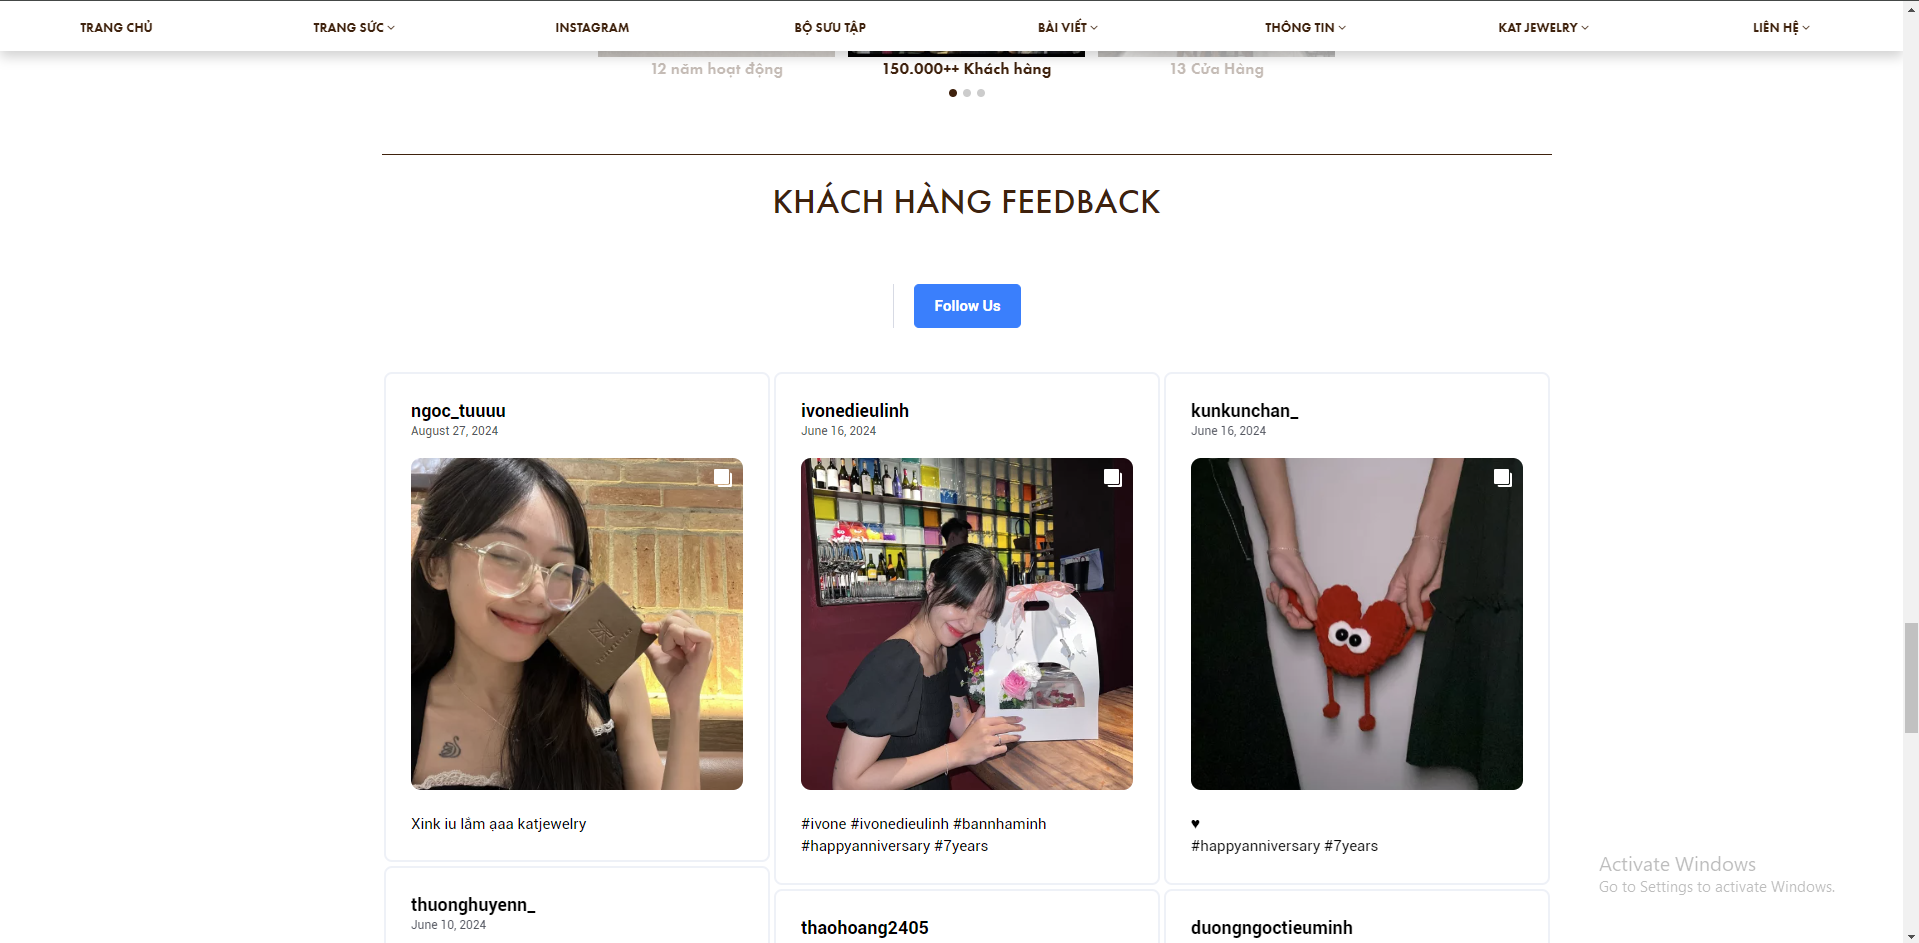 TRANG CHỦ TRANG SỨC INSTAGRAM BỘ SƯU TẬP BÀI VIẾT THÔNG TIN KAT JEWELRY LIÊN HỆ
12 năm hoạt động 150.000++ Khách hàng 13 Cửa Hàng
KHÁCH HÀNG FEEDBACK
Follow Us
ngoc_tuuuu
August 27, 2024
Xink iu lắm ạaa katjewelry
ivonedieulinh
June 16, 2024
#ivone #ivonedieulinh #bannhaminh
#happyanniversary #7years
kunkunchan_
June 16, 2024
♥
#happyanniversary #7years
thuonghuyenn_
June 10, 2024
thaohoang2405
duongngoctieuminh
Activate Windows
Go to Settings to activate Windows.